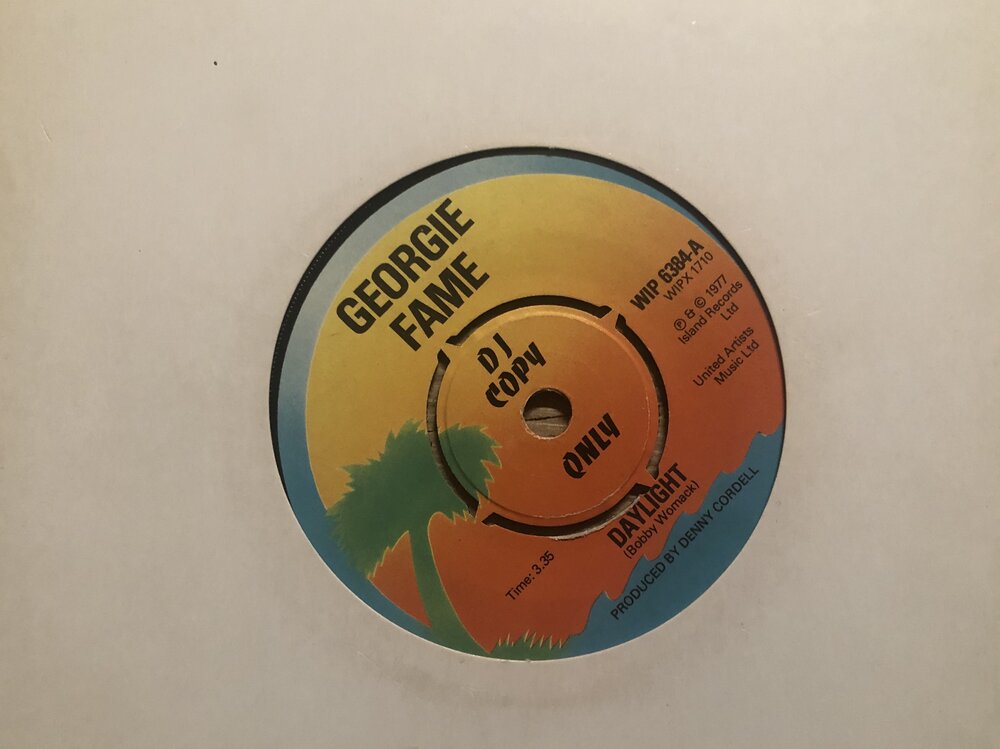 GEORGIE
FAME
WIP 6384-A
WIPX 1710
Ⓟ & © 1977
Island Records
Ltd
United Artists
Music Ltd
DJ
COPY
ONLY
DAYLIGHT
(Bobby Womack)
Time: 3.35
PRODUCED BY DENNY CORDELL